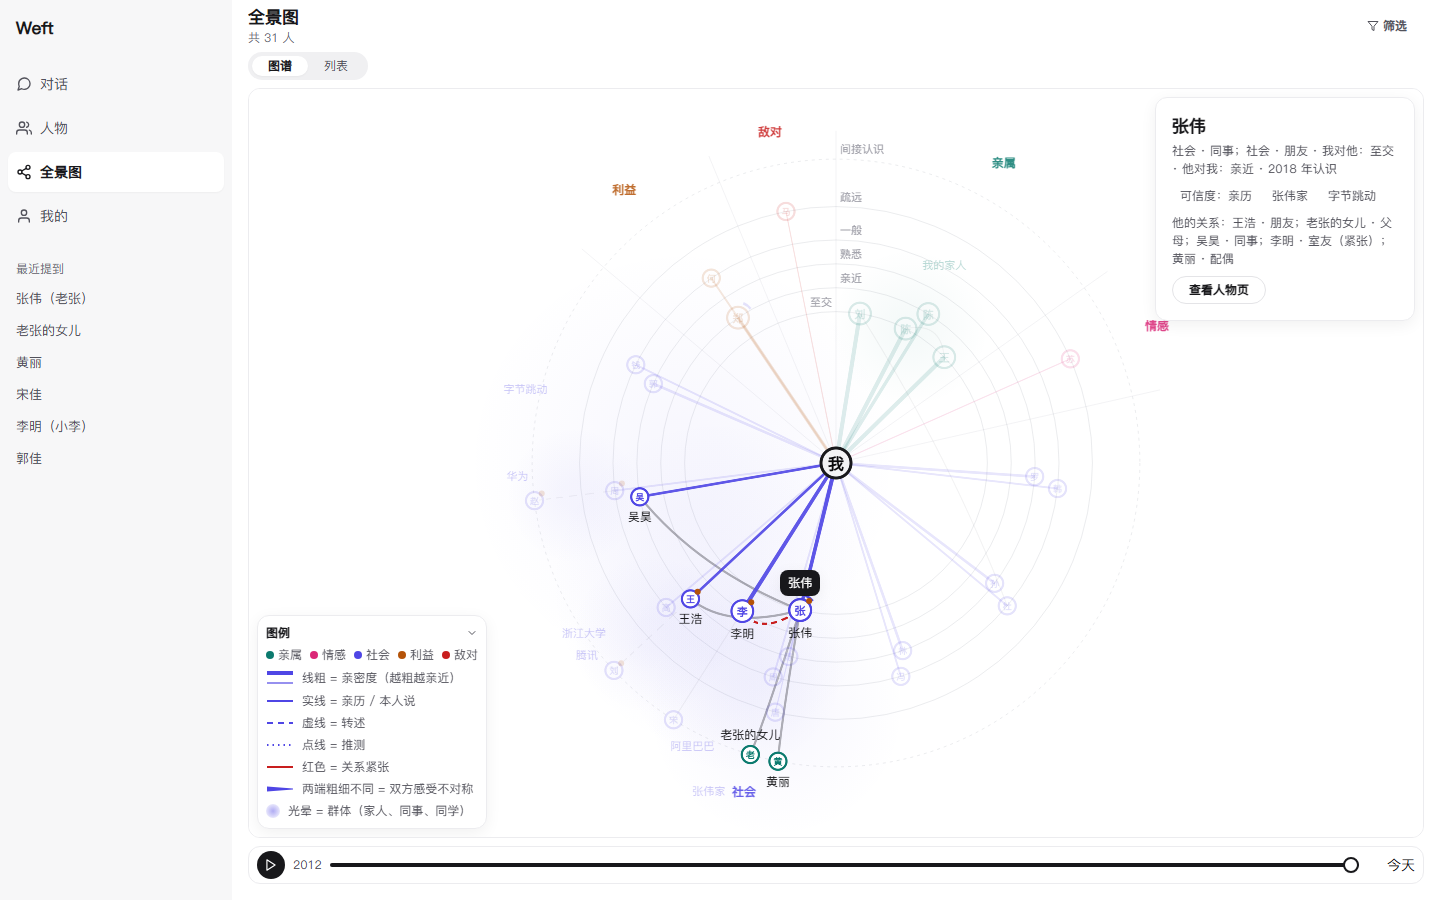 Weft
对话
人物
全景图
我的
最近提到
张伟（老张）
老张的女儿
黄丽
宋佳
李明（小李）
郭佳
全景图
共 31 人
筛选
图谱
列表
敌对
间接认识
亲属
利益
疏远
一般
熟悉
亲近
至交
我的家人
情感
字节跳动
华为
我
吴
吴昊
张伟
王
王浩
李
李明
张
张伟
浙江大学
腾讯
老张的女儿
阿里巴巴
老
黄
黄丽
张伟家
社会
张伟
社会 · 同事；社会 · 朋友 · 我对他：至交
· 他对我：亲近 · 2018 年认识
可信度：亲历
张伟家
字节跳动
他的关系：王浩 · 朋友；老张的女儿 · 父
母；吴昊 · 同事；李明 · 室友（紧张）；
黄丽 · 配偶
查看人物页
图例
亲属
情感
社会
利益
敌对
线粗 = 亲密度（越粗越亲近）
实线 = 亲历 / 本人说
虚线 = 转述
点线 = 推测
红色 = 关系紧张
两端粗细不同 = 双方感受不对称
光晕 = 群体（家人、同事、同学）
2012
今天